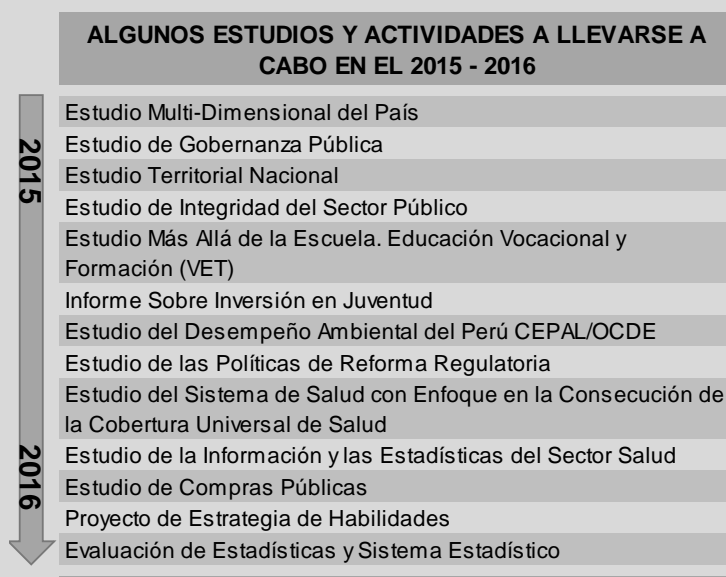 ALGUNOS ESTUDIOS Y ACTIVIDADES A LLEVARSE A
CABO EN EL 2015 - 2016
2015
Estudio Multi-Dimensional del País
Estudio de Gobernanza Pública
Estudio Territorial Nacional
Estudio de Integridad del Sector Público
Estudio Más Allá de la Escuela. Educación Vocacional y
Formación (VET)
Informe Sobre Inversión en Juventud
Estudio del Desempeño Ambiental del Perú CEPAL/OCDE
Estudio de las Políticas de Reforma Regulatoria
Estudio del Sistema de Salud con Enfoque en la Consecución de
la Cobertura Universal de Salud
2016
Estudio de la Información y las Estadísticas del Sector Salud
Estudio de Compras Públicas
Proyecto de Estrategia de Habilidades
Evaluación de Estadísticas y Sistema Estadístico